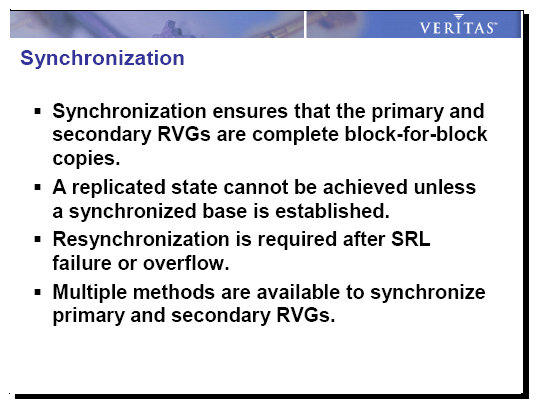 VERITAS™
Synchronization
▪ Synchronization ensures that the primary and
secondary RVGs are complete block-for-block
copies.
▪ A replicated state cannot be achieved unless
a synchronized base is established.
▪ Resynchronization is required after SRL
failure or overflow.
▪ Multiple methods are available to synchronize
primary and secondary RVGs.